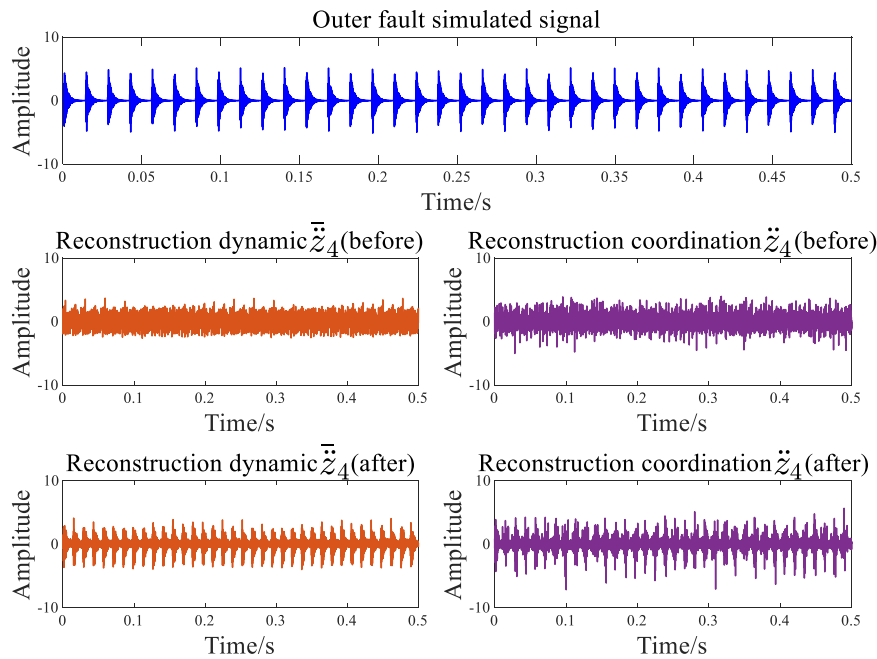 Outer fault simulated signal
Amplitude
10
0
-10
0 0.05 0.1 0.15 0.2 0.25 0.3 0.35 0.4 0.45 0.5
Time/s
Reconstruction dynamic z̄̈₄(before)
Amplitude
10
0
-10
0 0.1 0.2 0.3 0.4 0.5
Time/s
Reconstruction coordination z̈₄(before)
Amplitude
10
0
-10
0 0.1 0.2 0.3 0.4 0.5
Time/s
Reconstruction dynamic z̄̈₄(after)
Amplitude
10
0
-10
0 0.1 0.2 0.3 0.4 0.5
Time/s
Reconstruction coordination z̈₄(after)
Amplitude
10
0
-10
0 0.1 0.2 0.3 0.4 0.5
Time/s